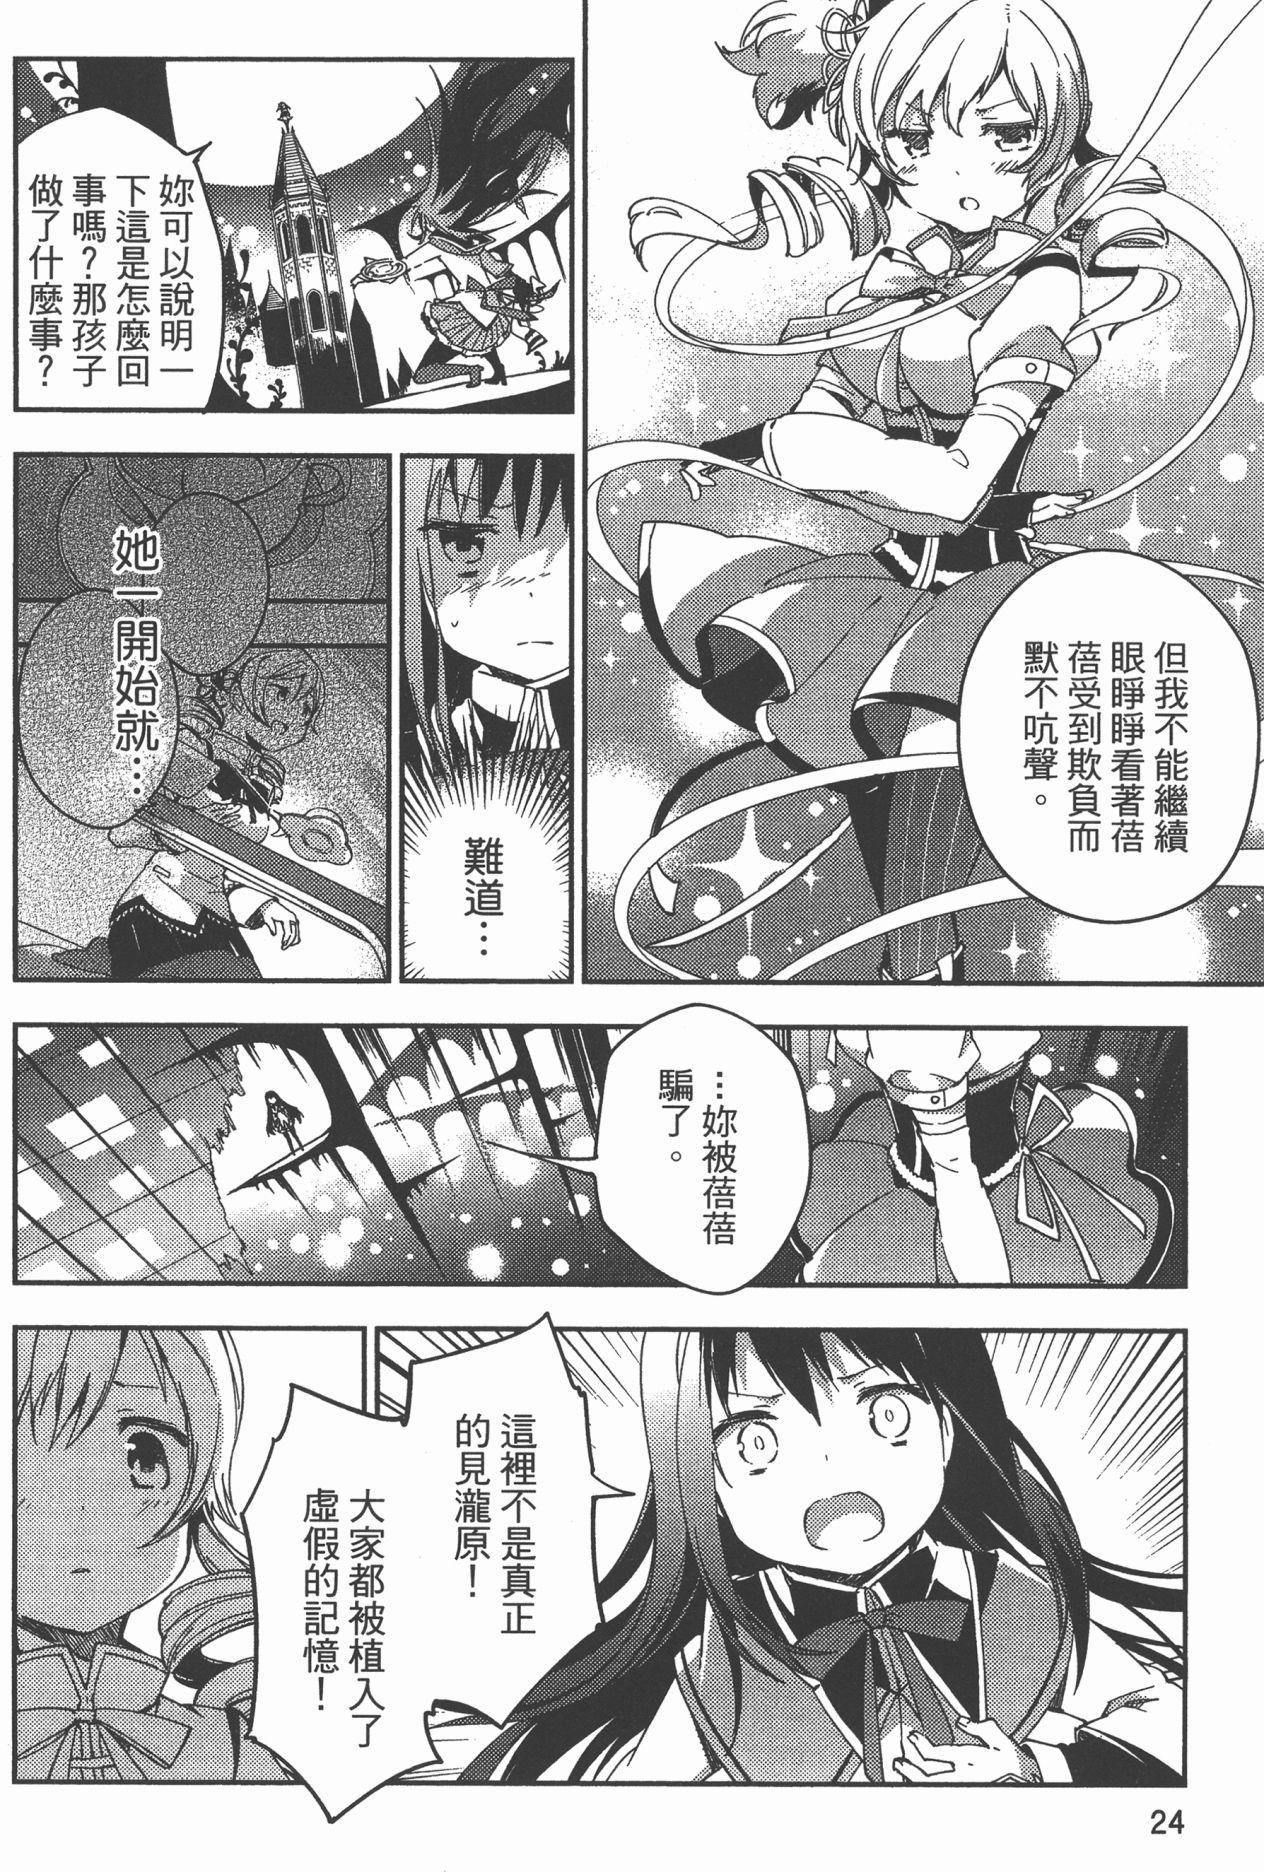 但我不能繼續
眼睜睜看著蓓
蓓受到欺負而
默不吭聲。
妳可以說明一
下這是怎麼回
事嗎？那孩子
做了什麼事？
難道…
她一開始就…
…妳被蓓蓓
騙了。
這裡不是真正
的見瀧原！
大家都被植入了
虛假的記憶！
24